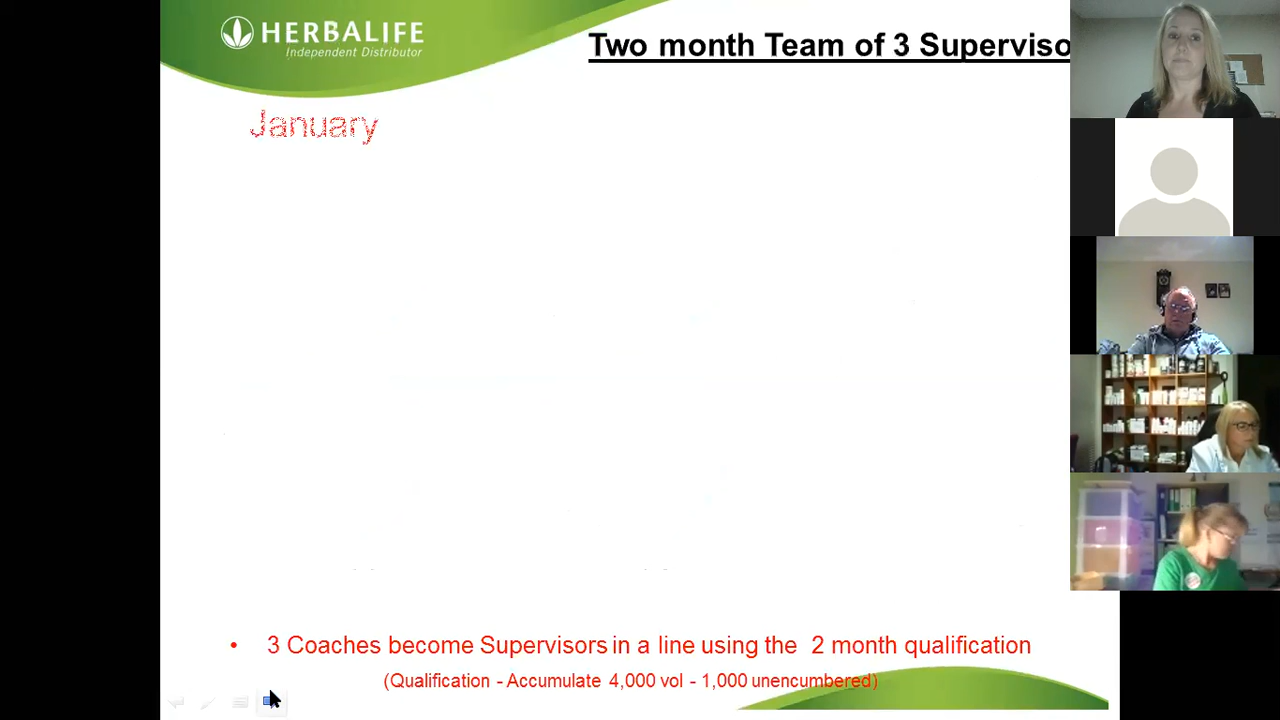 HERBALIFE
Independent Distributor
Two month Team of 3 Superviso
January
• 3 Coaches become Supervisors in a line using the 2 month qualification
(Qualification - Accumulate 4,000 vol - 1,000 unencumbered)